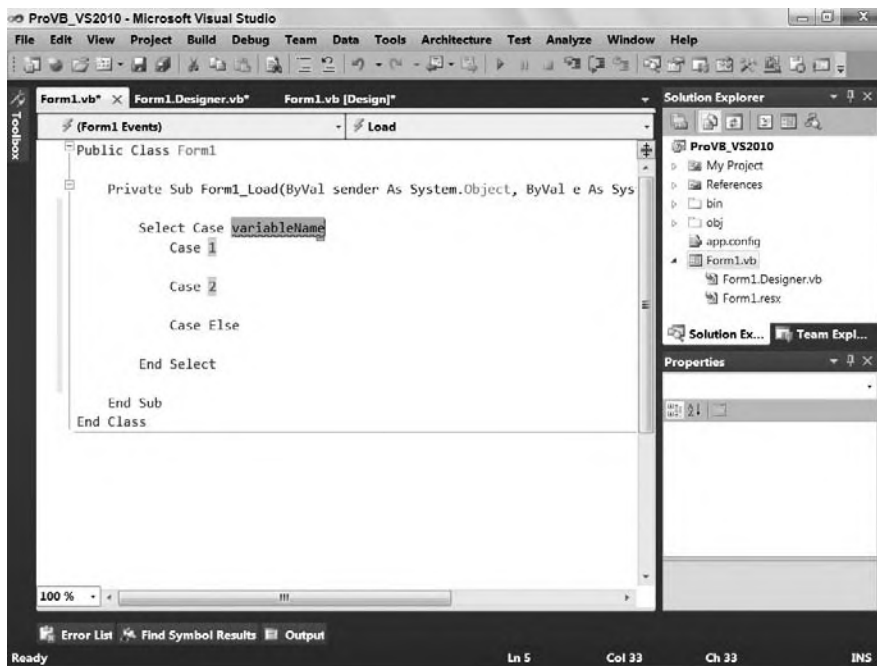 ProVB_VS2010 - Microsoft Visual Studio
File Edit View Project Build Debug Team Data Tools Architecture Test Analyze Window Help
Toolbox
Form1.vb* Form1.Designer.vb* Form1.vb [Design]*
(Form1 Events) Load
Public Class Form1
Private Sub Form1_Load(ByVal sender As System.Object, ByVal e As Sys
Select Case variableName
Case 1
Case 2
Case Else
End Select
End Sub
End Class
100 %
Solution Explorer
ProVB_VS2010
My Project
References
bin
obj
app.config
Form1.vb
Form1.Designer.vb
Form1.resx
Solution Ex... Team Expl...
Properties
Error List Find Symbol Results Output
Ready Ln 5 Col 33 Ch 33 INS